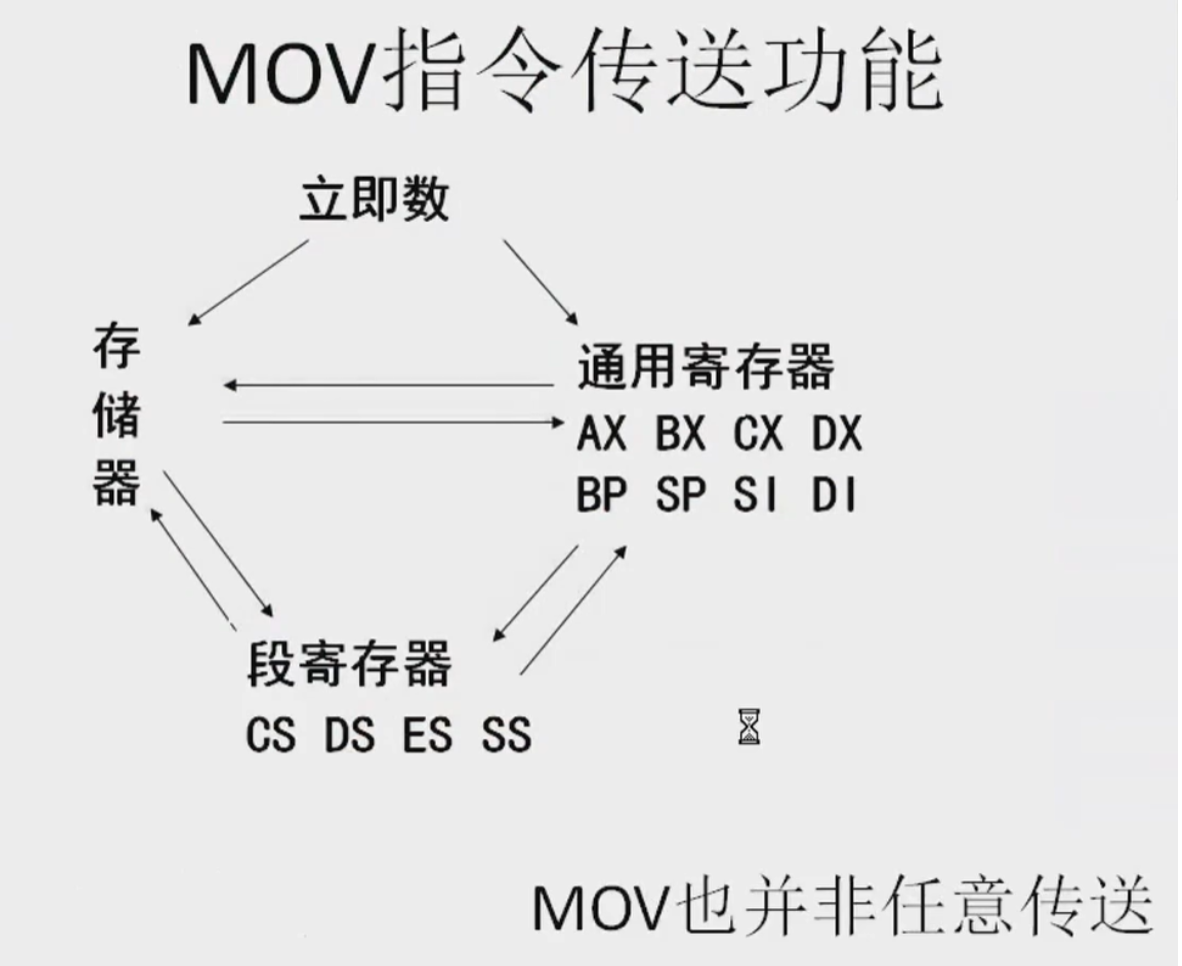 MOV指令传送功能
立即数
存
储
器
通用寄存器
AX BX CX DX
BP SP SI DI
段寄存器
CS DS ES SS
MOV也并非任意传送